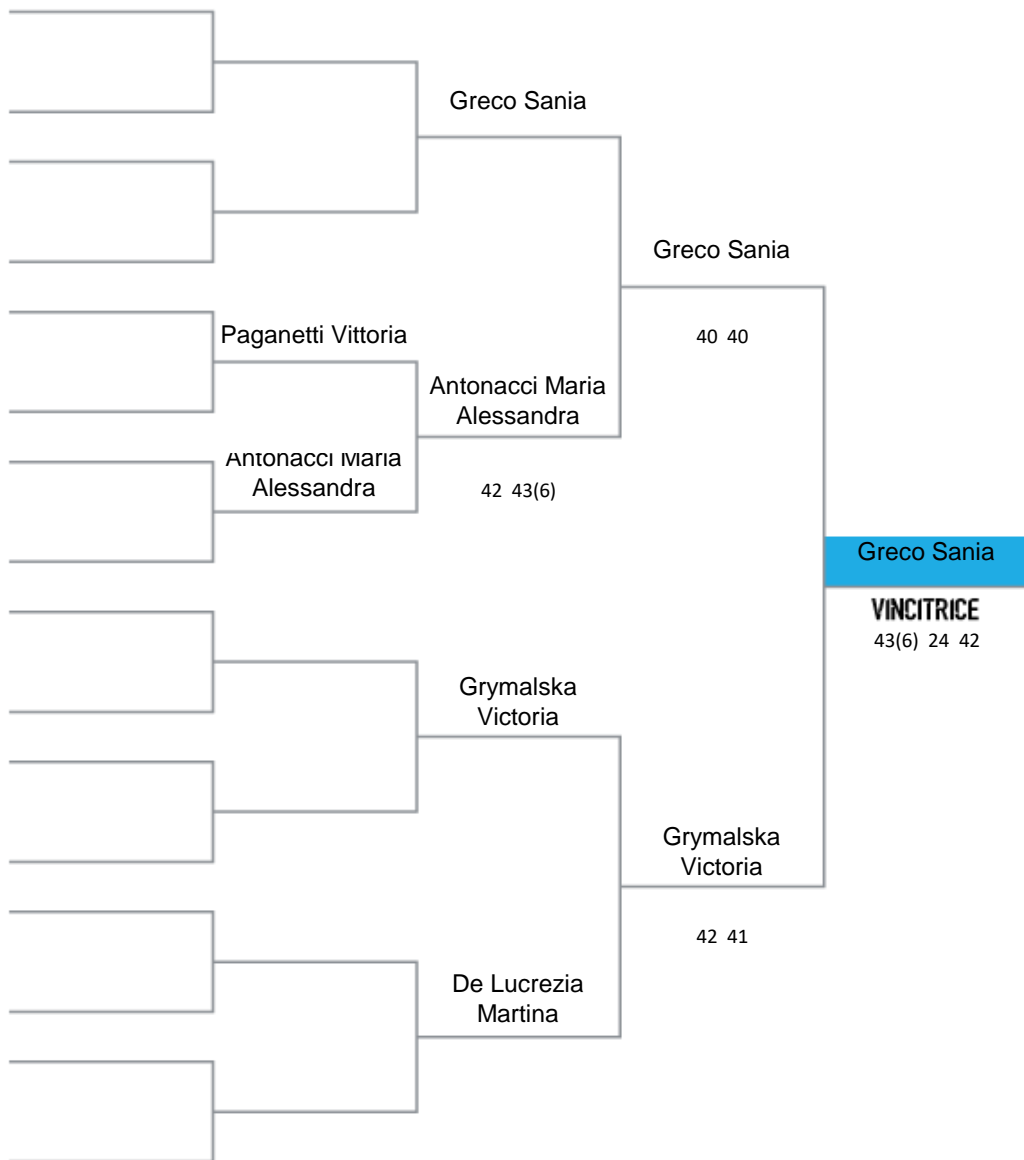 Greco Sania
Greco Sania
Paganetti Vittoria
40 40
Antonacci Maria
Alessandra
Antonacci Maria
Alessandra
42 43(6)
Greco Sania
VINCITRICE
43(6) 24 42
Grymalska
Victoria
Grymalska
Victoria
42 41
De Lucrezia
Martina